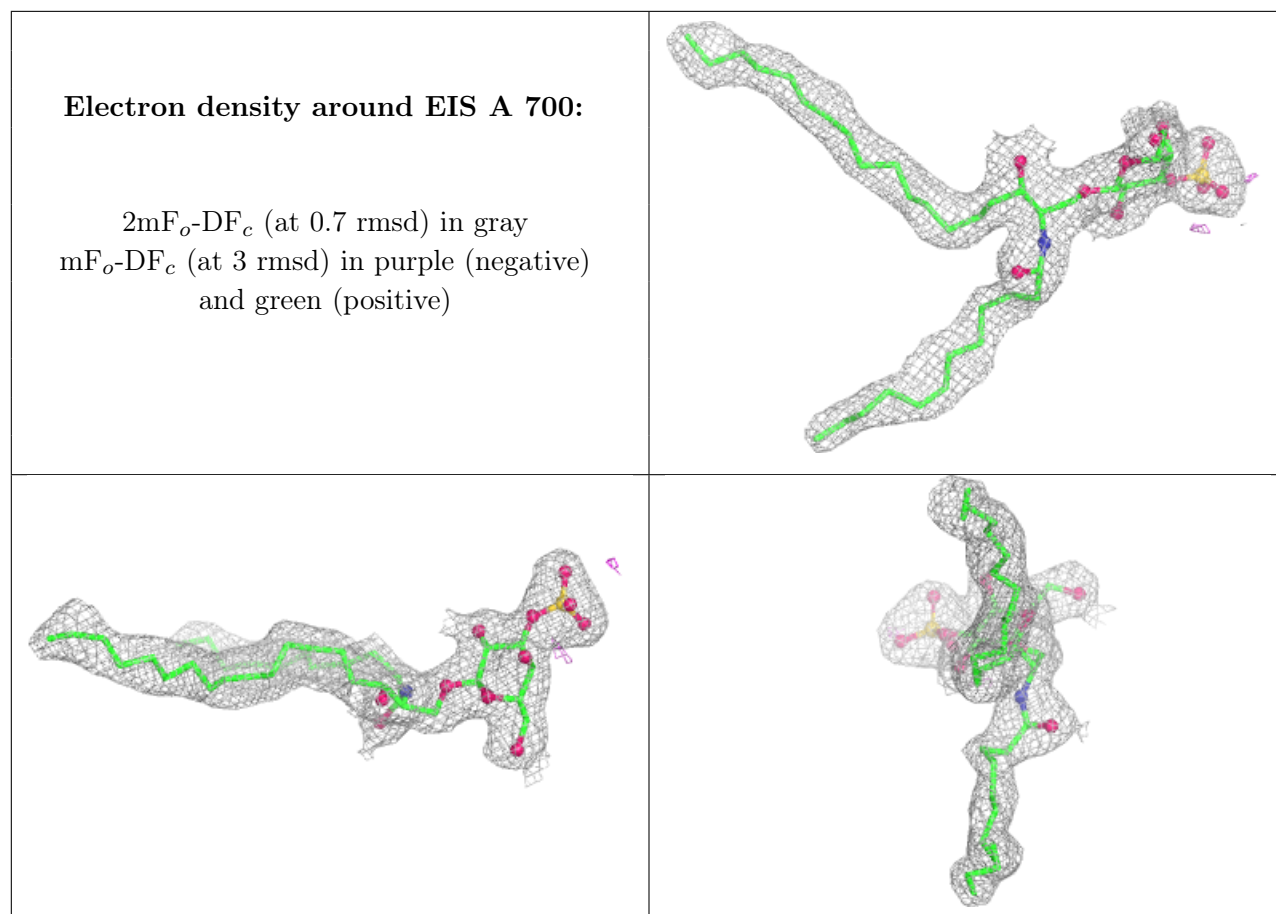 Electron density around EIS A 700:
2mFₒ-DF𝒸 (at 0.7 rmsd) in gray
mFₒ-DF𝒸 (at 3 rmsd) in purple (negative)
and green (positive)